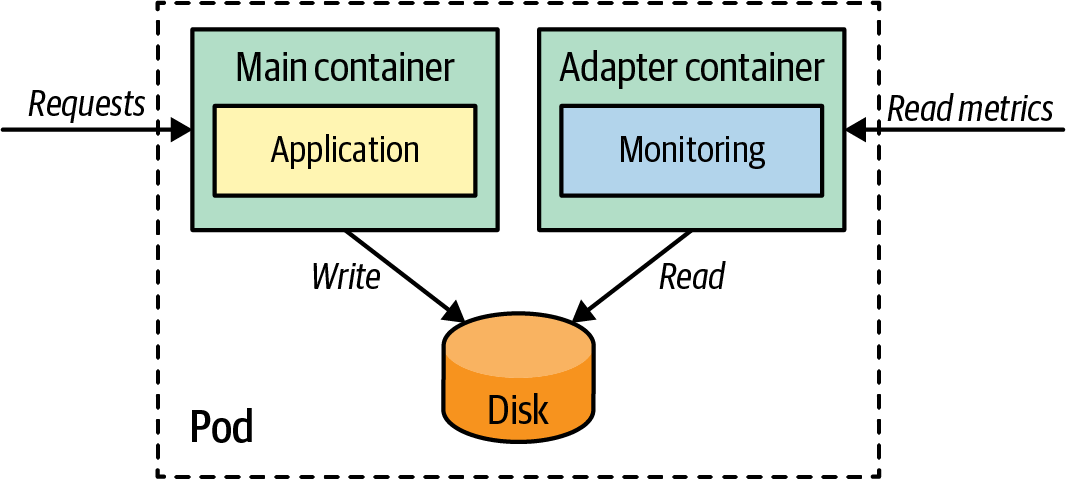 Main container
Adapter container
Requests
Read metrics
Application
Monitoring
Write
Read
Disk
Pod